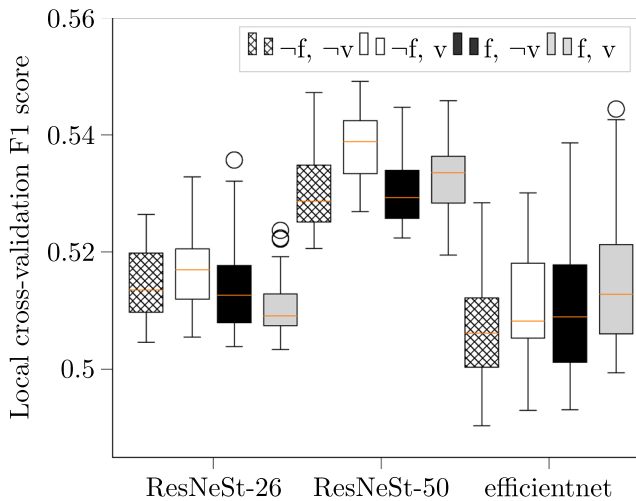 0.56
¬f, ¬v ¬f, v f, ¬v f, v
0.54
0.52
0.5
Local cross-validation F1 score
ResNeSt-26 ResNeSt-50 efficientnet